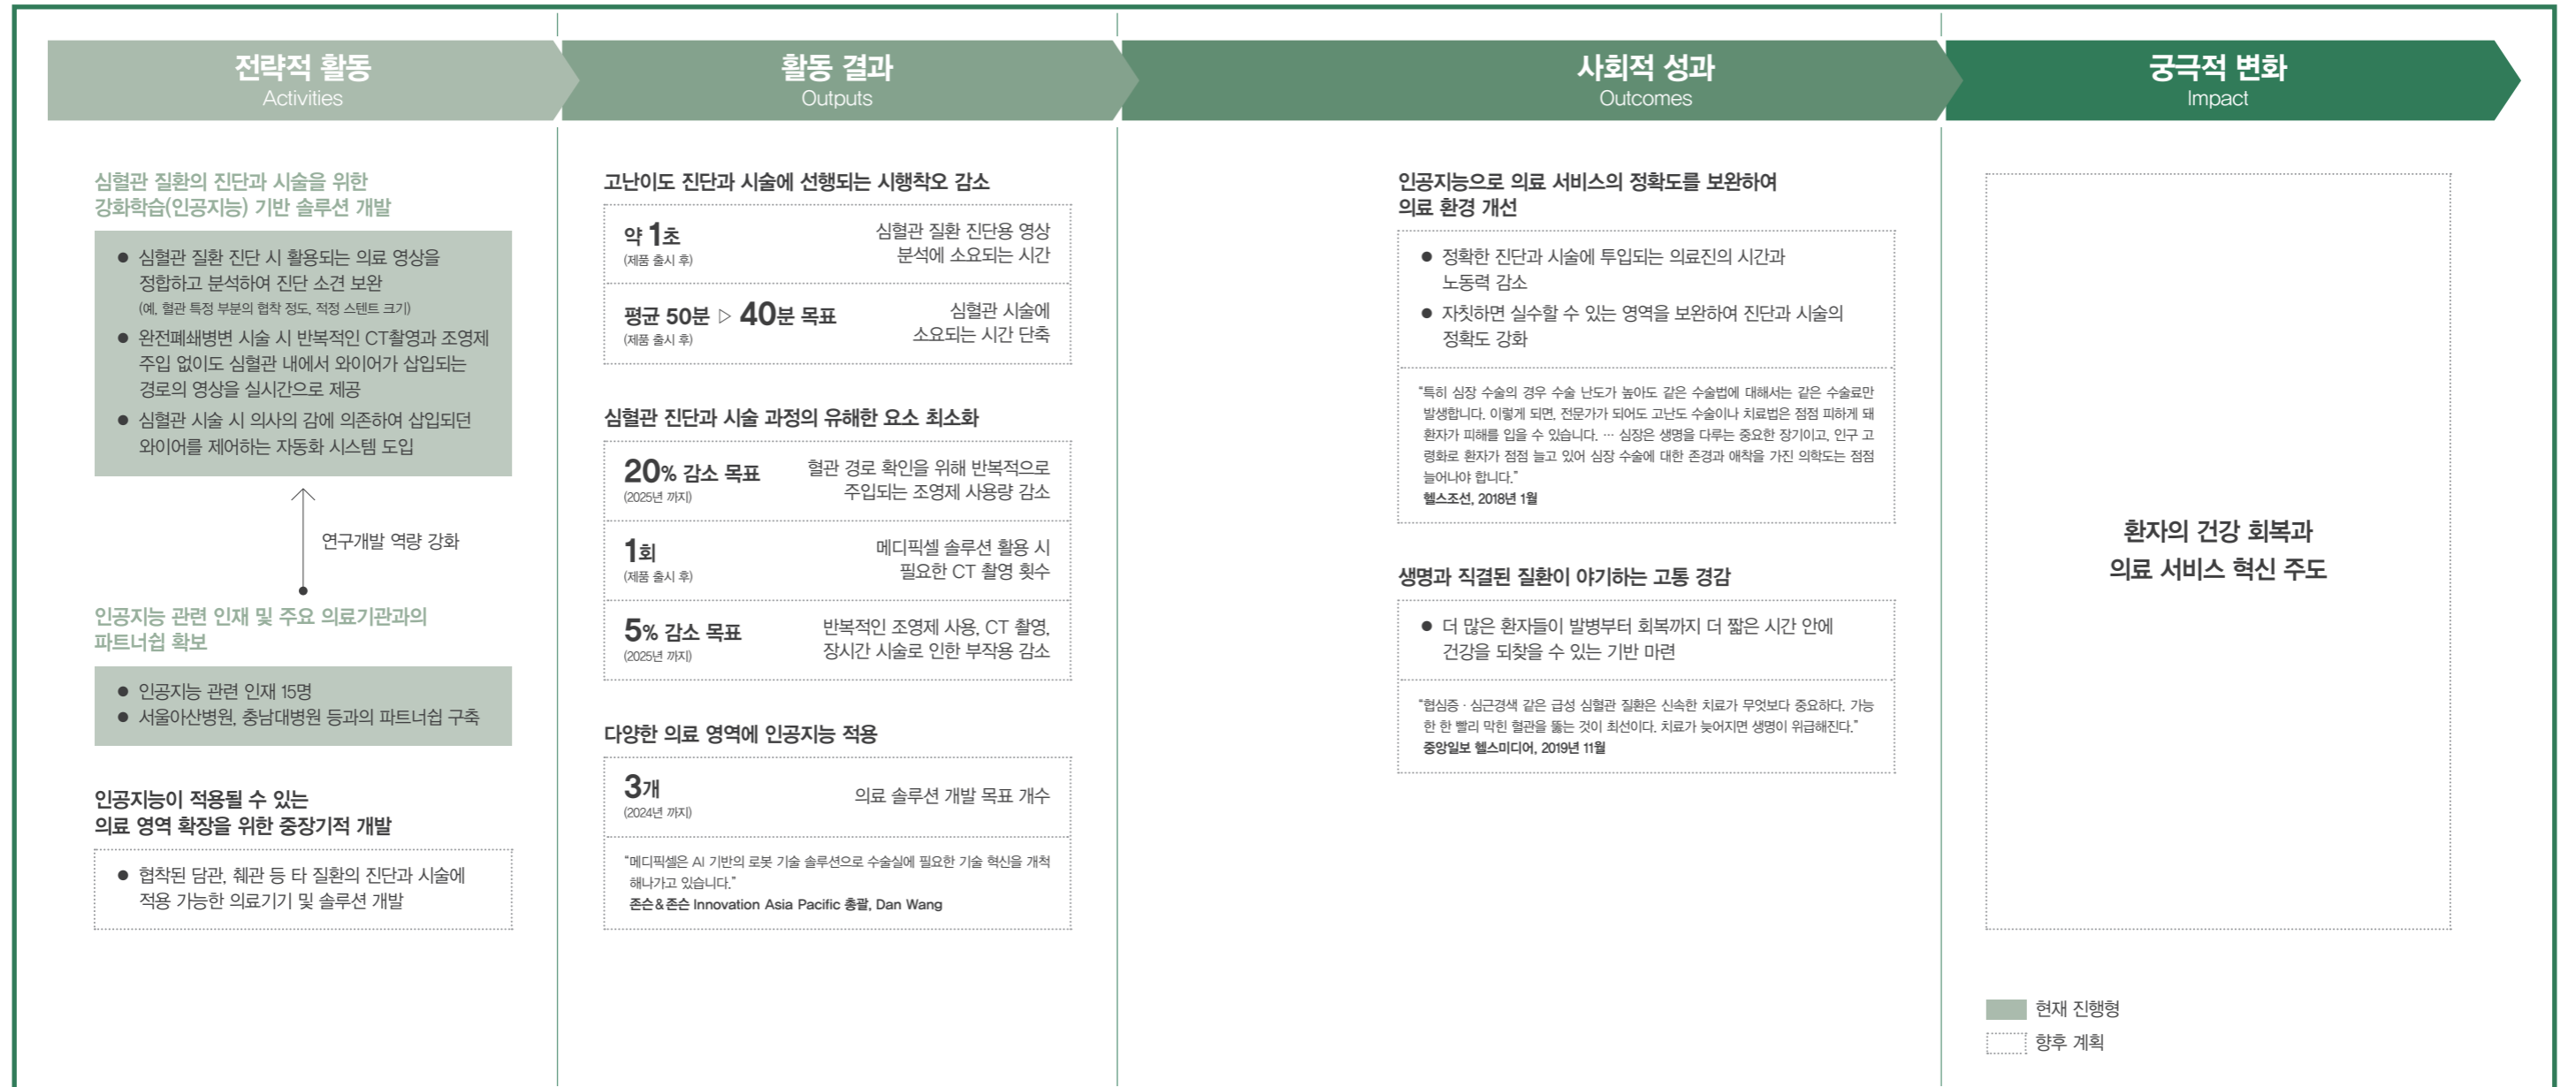 전략적 활동
Activities
활동 결과
Outputs
사회적 성과
Outcomes
궁극적 변화
Impact
심혈관 질환의 진단과 시술을 위한
강화학습(인공지능) 기반 솔루션 개발
● 심혈관 질환 진단 시 활용되는 의료 영상을
정합하고 분석하여 진단 소견 보완
(예. 혈관 특정 부분의 협착 정도, 적정 스텐트 크기)
● 완전폐쇄병변 시술 시 반복적인 CT촬영과 조영제
주입 없이도 심혈관 내에서 와이어가 삽입되는
경로의 영상을 실시간으로 제공
● 심혈관 시술 시 의사의 감에 의존하여 삽입되던
와이어를 제어하는 자동화 시스템 도입
연구개발 역량 강화
인공지능 관련 인재 및 주요 의료기관과의
파트너쉽 확보
● 인공지능 관련 인재 15명
● 서울아산병원, 충남대병원 등과의 파트너쉽 구축
인공지능이 적용될 수 있는
의료 영역 확장을 위한 중장기적 개발
● 협착된 담관, 췌관 등 타 질환의 진단과 시술에
적용 가능한 의료기기 및 솔루션 개발
고난이도 진단과 시술에 선행되는 시행착오 감소
약 1초
(제품 출시 후)
심혈관 질환 진단용 영상
분석에 소요되는 시간
평균 50분 ▷ 40분 목표
(제품 출시 후)
심혈관 시술에
소요되는 시간 단축
심혈관 진단과 시술 과정의 유해한 요소 최소화
20% 감소 목표
(2025년 까지)
혈관 경로 확인을 위해 반복적으로
주입되는 조영제 사용량 감소
1회
(제품 출시 후)
메디픽셀 솔루션 활용 시
필요한 CT 촬영 횟수
5% 감소 목표
(2025년 까지)
반복적인 조영제 사용, CT 촬영,
장시간 시술로 인한 부작용 감소
다양한 의료 영역에 인공지능 적용
3개
(2024년 까지)
의료 솔루션 개발 목표 개수
“메디픽셀은 AI 기반의 로봇 기술 솔루션으로 수술실에 필요한 기술 혁신을 개척
해나가고 있습니다.”
존슨&존슨 Innovation Asia Pacific 총괄, Dan Wang
인공지능으로 의료 서비스의 정확도를 보완하여
의료 환경 개선
● 정확한 진단과 시술에 투입되는 의료진의 시간과
노동력 감소
● 자칫하면 실수할 수 있는 영역을 보완하여 진단과 시술의
정확도 강화
“특히 심장 수술의 경우 수술 난도가 높아도 같은 수술법에 대해서는 같은 수술료만
발생합니다. 이렇게 되면, 전문가가 되어도 고난도 수술이나 치료법은 점점 피하게 돼
환자가 피해를 입을 수 있습니다. … 심장은 생명을 다루는 중요한 장기이고, 인구 고
령화로 환자가 점점 늘고 있어 심장 수술에 대한 존경과 애착을 가진 의학도는 점점
늘어나야 합니다.”
헬스조선, 2018년 1월
생명과 직결된 질환이 야기하는 고통 경감
● 더 많은 환자들이 발병부터 회복까지 더 짧은 시간 안에
건강을 되찾을 수 있는 기반 마련
“협심증·심근경색 같은 급성 심혈관 질환은 신속한 치료가 무엇보다 중요하다. 가능
한 한 빨리 막힌 혈관을 뚫는 것이 최선이다. 치료가 늦어지면 생명이 위급해진다.”
중앙일보 헬스미디어, 2019년 11월
환자의 건강 회복과
의료 서비스 혁신 주도
현재 진행형
향후 계획